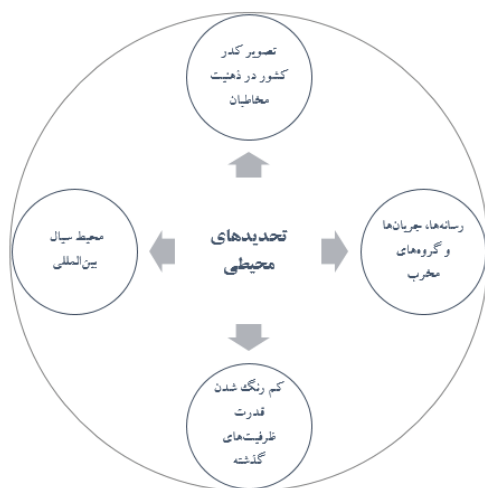 تصویر کدر
کشور در ذهنیت
مخاطبان
رسانه‌ها، جریان‌ها
و گروه‌های
مخرب
تحدیدهای
محیطی
محیط سیال
بین‌المللی
کم رنگ شدن
قدرت
ظرفیت‌های
گذشته